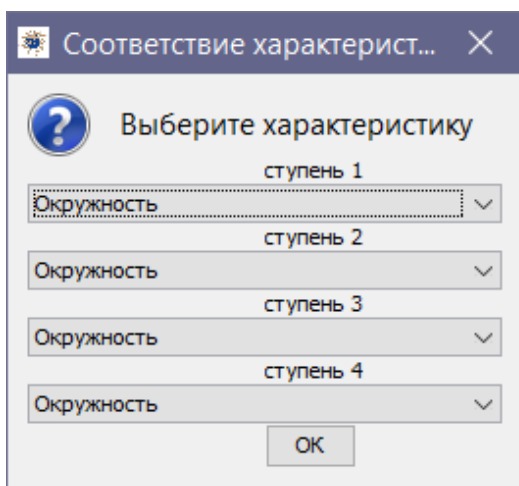 Соответствие характерист...
Выберите характеристику
ступень 1
Окружность
ступень 2
Окружность
ступень 3
Окружность
ступень 4
Окружность
OK